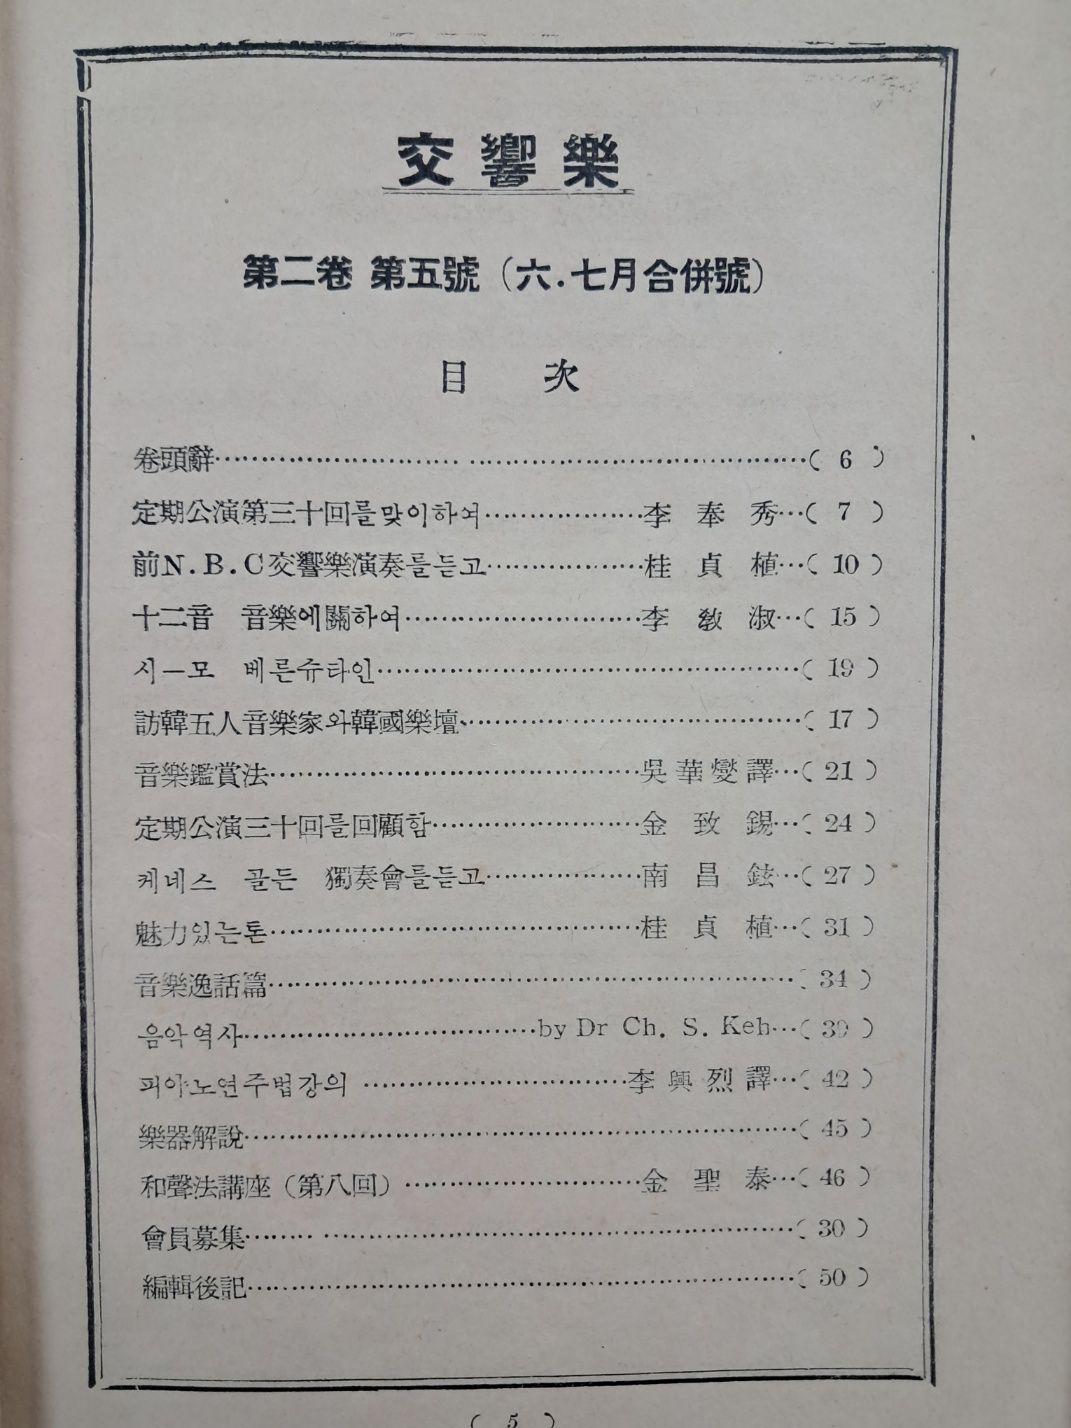 交響樂
第二卷 第五號 (六.七月合併號)
目 次
卷頭辭……………………………………………………( 6 )
定期公演第三十回를맞이하여………………李 奉 秀…( 7 )
前N.B.C交響樂演奏를듣고………………桂 貞 植…( 10 )
十二音 音樂에關하여………………………李 敎 淑…( 15 )
시—모 베른슈타인……………………………………………( 19 )
訪韓五人音樂家와韓國樂壇……………………………………( 17 )
音樂鑑賞法……………………………………吳華燮譯…( 21 )
定期公演三十回를回顧함……………………金 致 錫…( 24 )
케네스 골든 獨奏會를듣고………………南 昌 鉉…( 27 )
魅力있는톤……………………………………桂 貞 植…( 31 )
音樂逸話篇……………………………………………………( 34 )
음악역사……………………………by Dr Ch. S. Keh…( 39 )
피아노연주법강의 …………………………李興烈譯…( 42 )
樂器解說………………………………………………………( 45 )
和聲法講座(第八回) ………………………金 聖 泰…( 46 )
會員募集………………………………………………………( 30 )
編輯後記………………………………………………………( 50 )
( 5 )